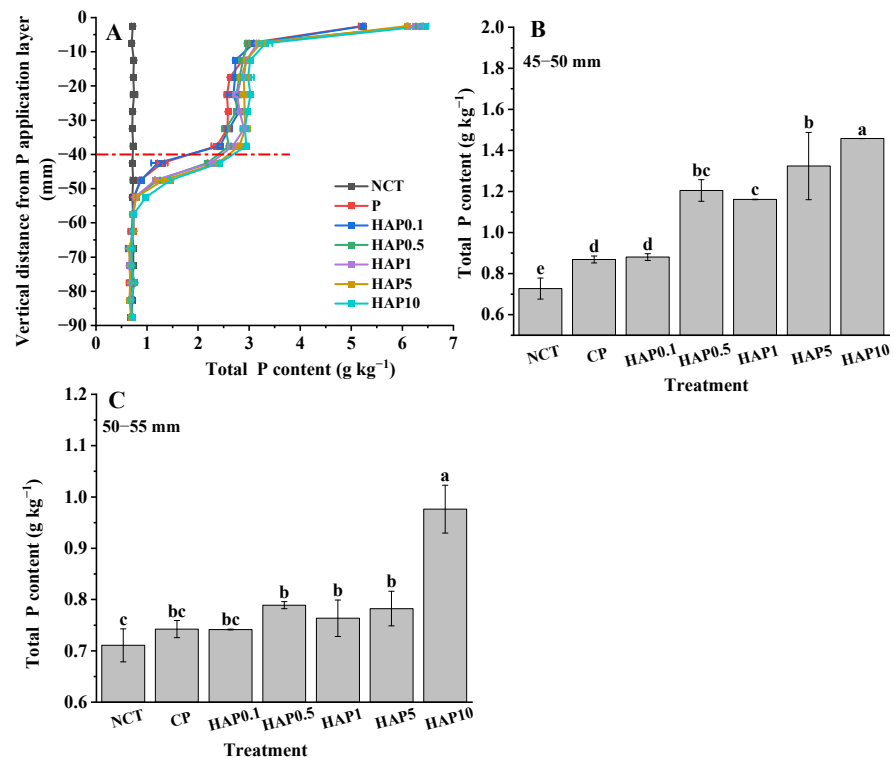 A
0
−10
−20
−30
−40
−50
−60
−70
−80
−90
Vertical distance from P application layer
(mm)
NCT
P
HAP0.1
HAP0.5
HAP1
HAP5
HAP10
0 1 2 3 4 5 6 7
Total P content (g kg⁻¹)
B
45−50 mm
2.0
1.8
1.6
1.4
1.2
1.0
0.8
0.6
Total P content (g kg⁻¹)
e d d bc c b a
NCT CP HAP0.1 HAP0.5 HAP1 HAP5 HAP10
Treatment
C
50−55 mm
1.2
1.1
1.0
0.9
0.8
0.7
0.6
Total P content (g kg⁻¹)
c bc bc b b b a
NCT CP HAP0.1 HAP0.5 HAP1 HAP5 HAP10
Treatment